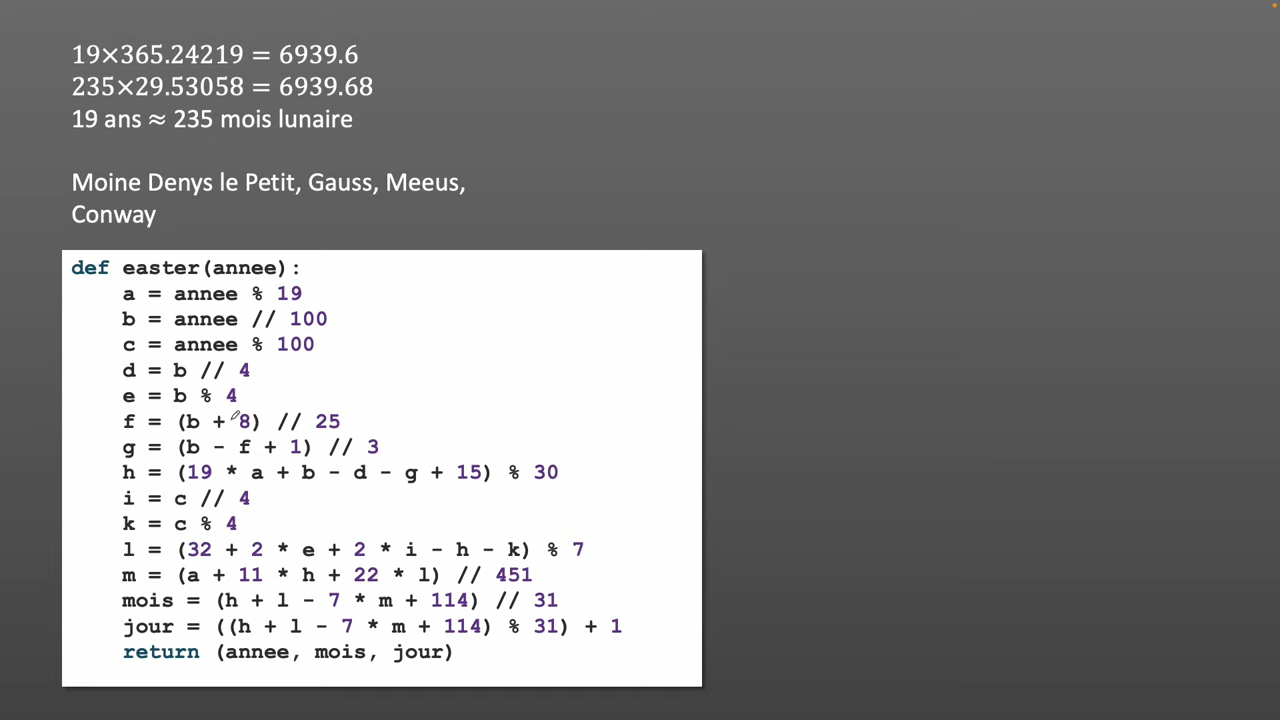 19×365.24219 = 6939.6
235×29.53058 = 6939.68
19 ans ≈ 235 mois lunaire
Moine Denys le Petit, Gauss, Meeus,
Conway
def easter(annee):
    a = annee % 19
    b = annee // 100
    c = annee % 100
    d = b // 4
    e = b % 4
    f = (b + 8) // 25
    g = (b - f + 1) // 3
    h = (19 * a + b - d - g + 15) % 30
    i = c // 4
    k = c % 4
    l = (32 + 2 * e + 2 * i - h - k) % 7
    m = (a + 11 * h + 22 * l) // 451
    mois = (h + l - 7 * m + 114) // 31
    jour = ((h + l - 7 * m + 114) % 31) + 1
    return (annee, mois, jour)